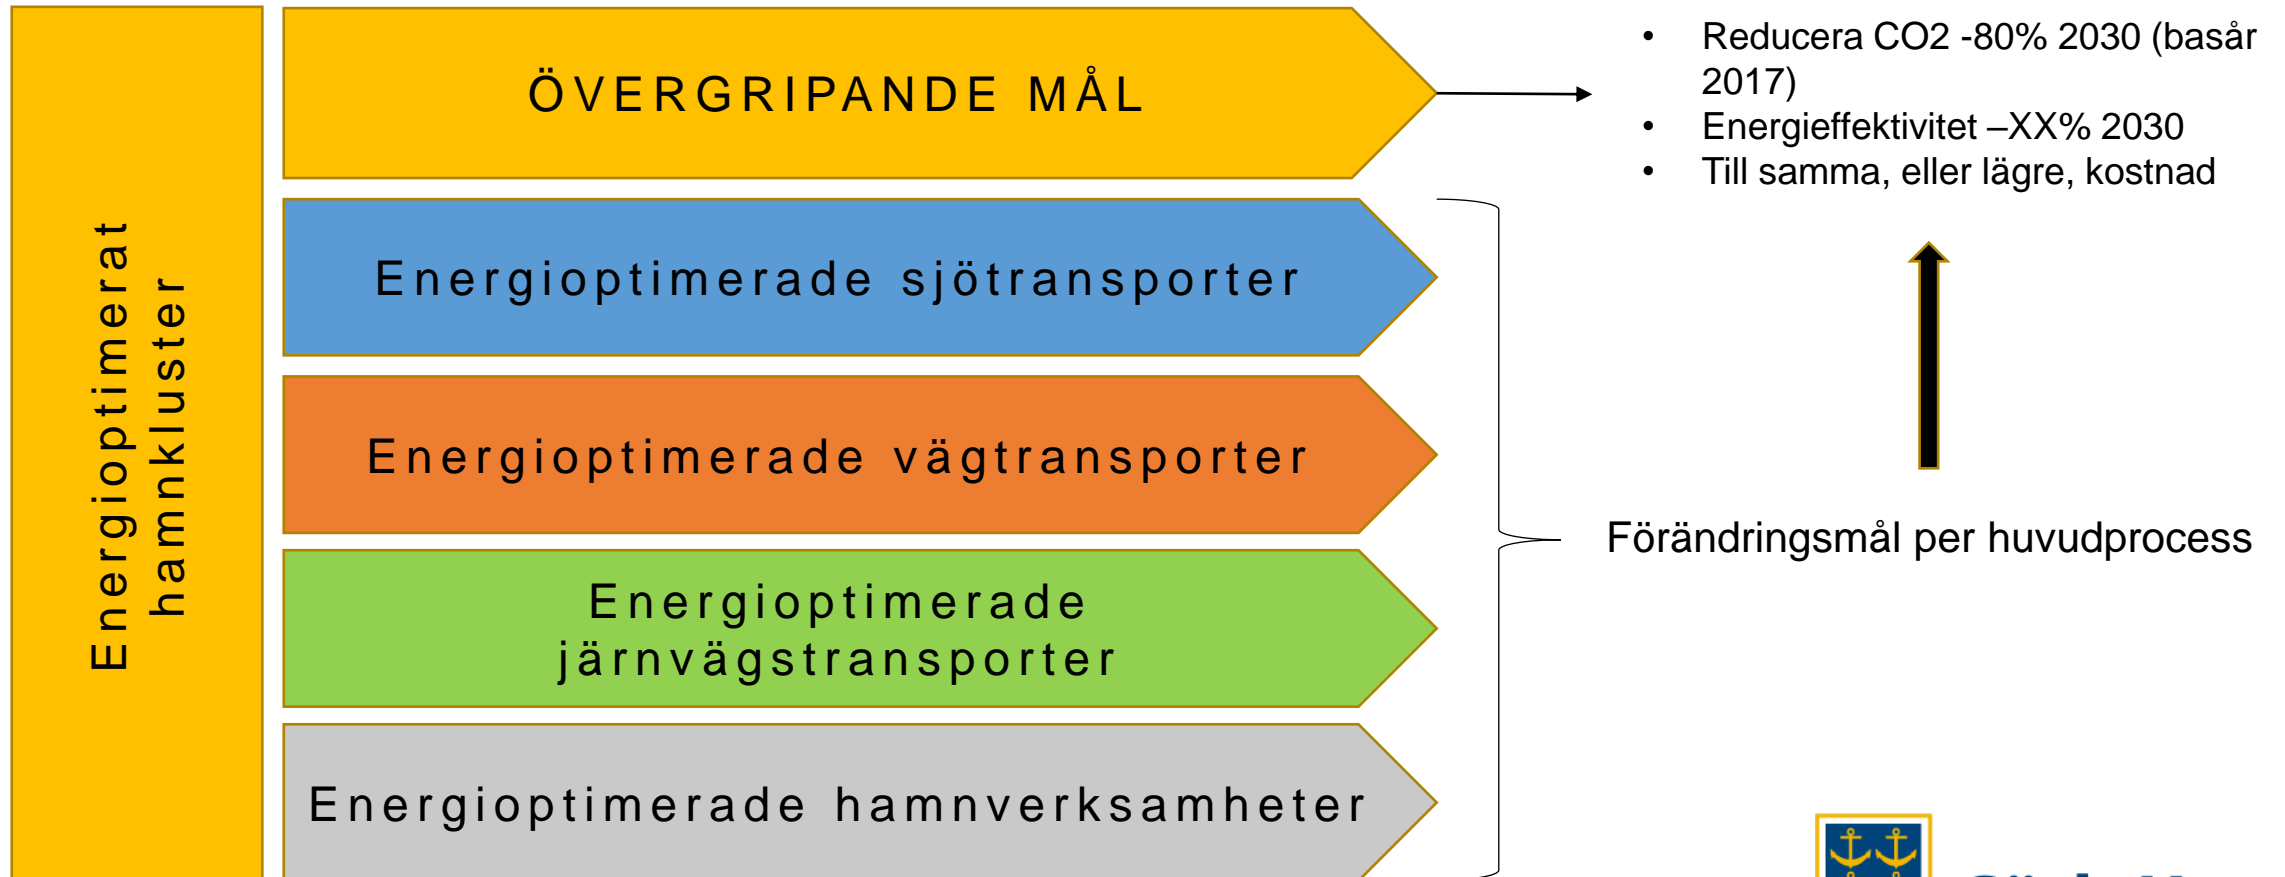 Energioptimerat
hamnkluster
ÖVERGRIPANDE MÅL
Energioptimerade sjötransporter
Energioptimerade vägtransporter
Energioptimerade
järnvägstransporter
Energioptimerade hamnverksamheter
• Reducera CO2 -80% 2030 (basår
2017)
• Energieffektivitet –XX% 2030
• Till samma, eller lägre, kostnad
Förändringsmål per huvudprocess